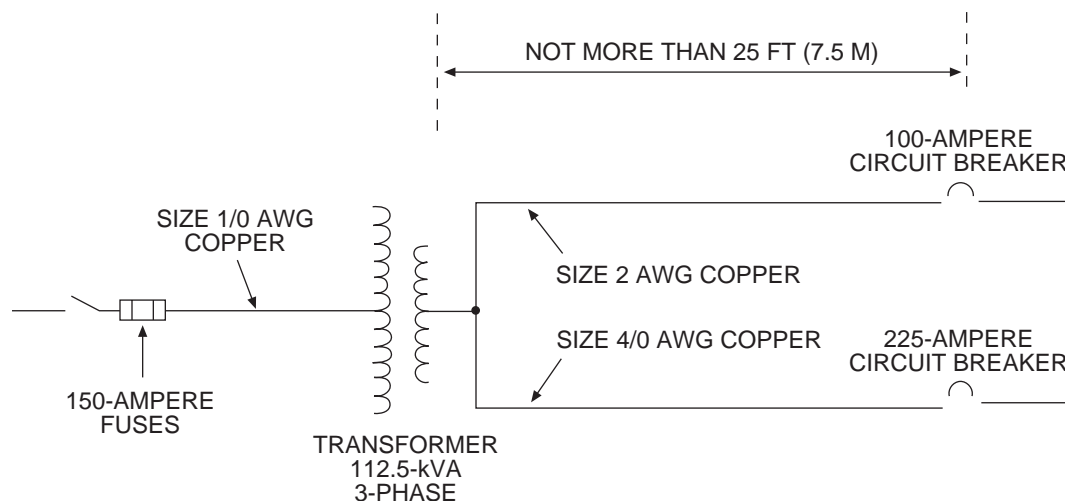 NOT MORE THAN 25 FT (7.5 M)
100-AMPERE
CIRCUIT BREAKER
SIZE 1/0 AWG
COPPER
SIZE 2 AWG COPPER
SIZE 4/0 AWG COPPER
225-AMPERE
CIRCUIT BREAKER
150-AMPERE
FUSES
TRANSFORMER
112.5-kVA
3-PHASE